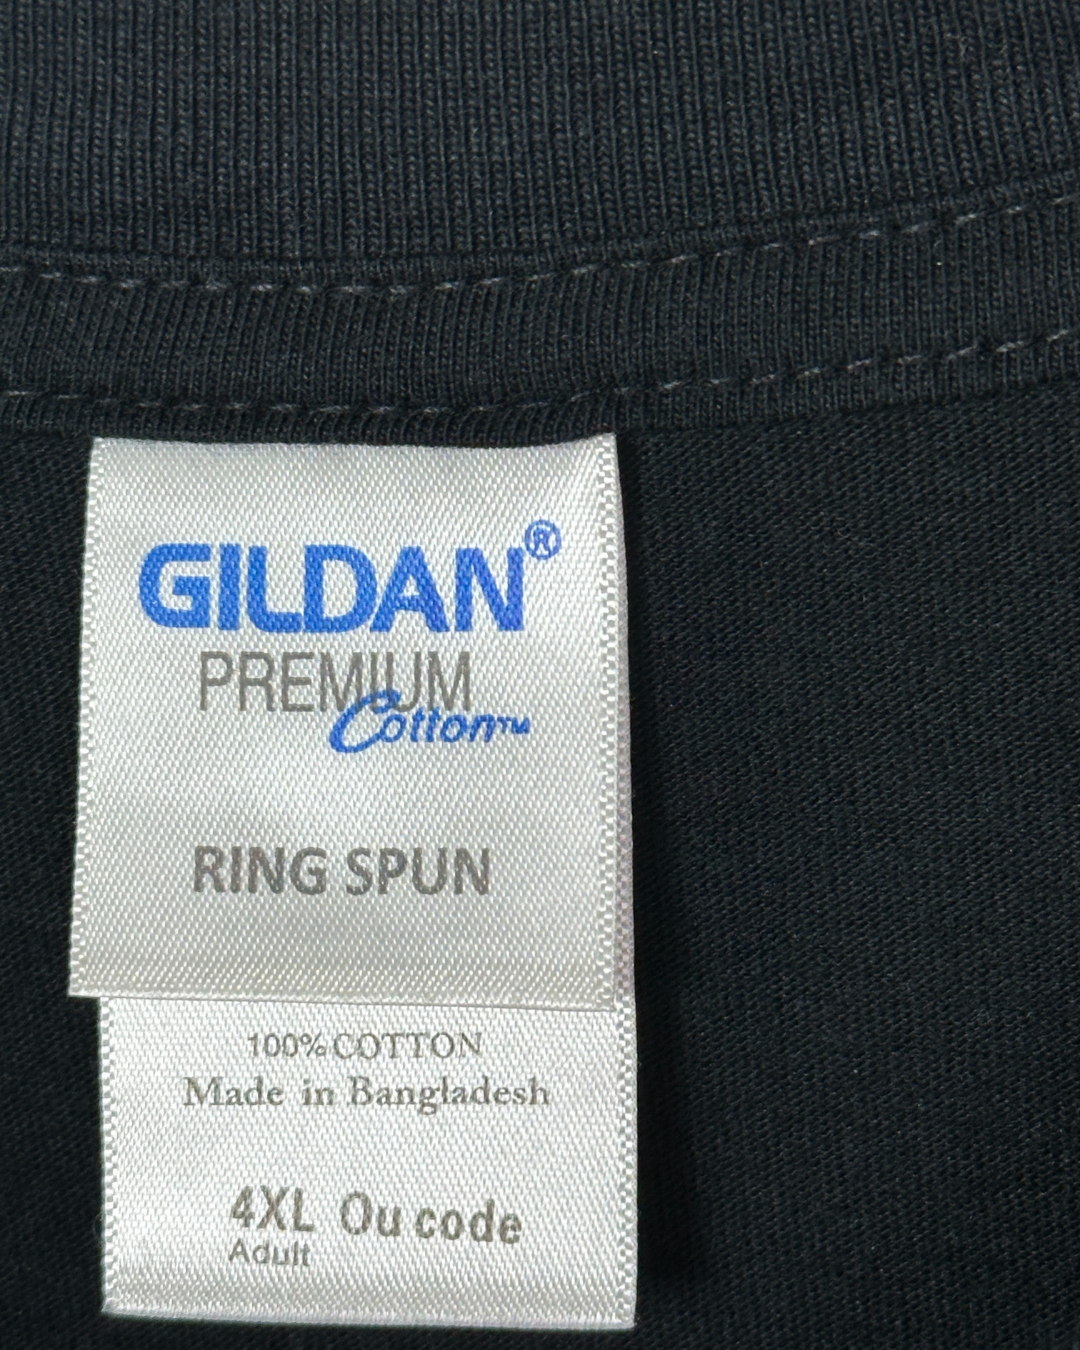 GILDAN®
PREMIUM
Cotton™
RING SPUN
100% COTTON
Made in Bangladesh
4XL Ou code
Adult